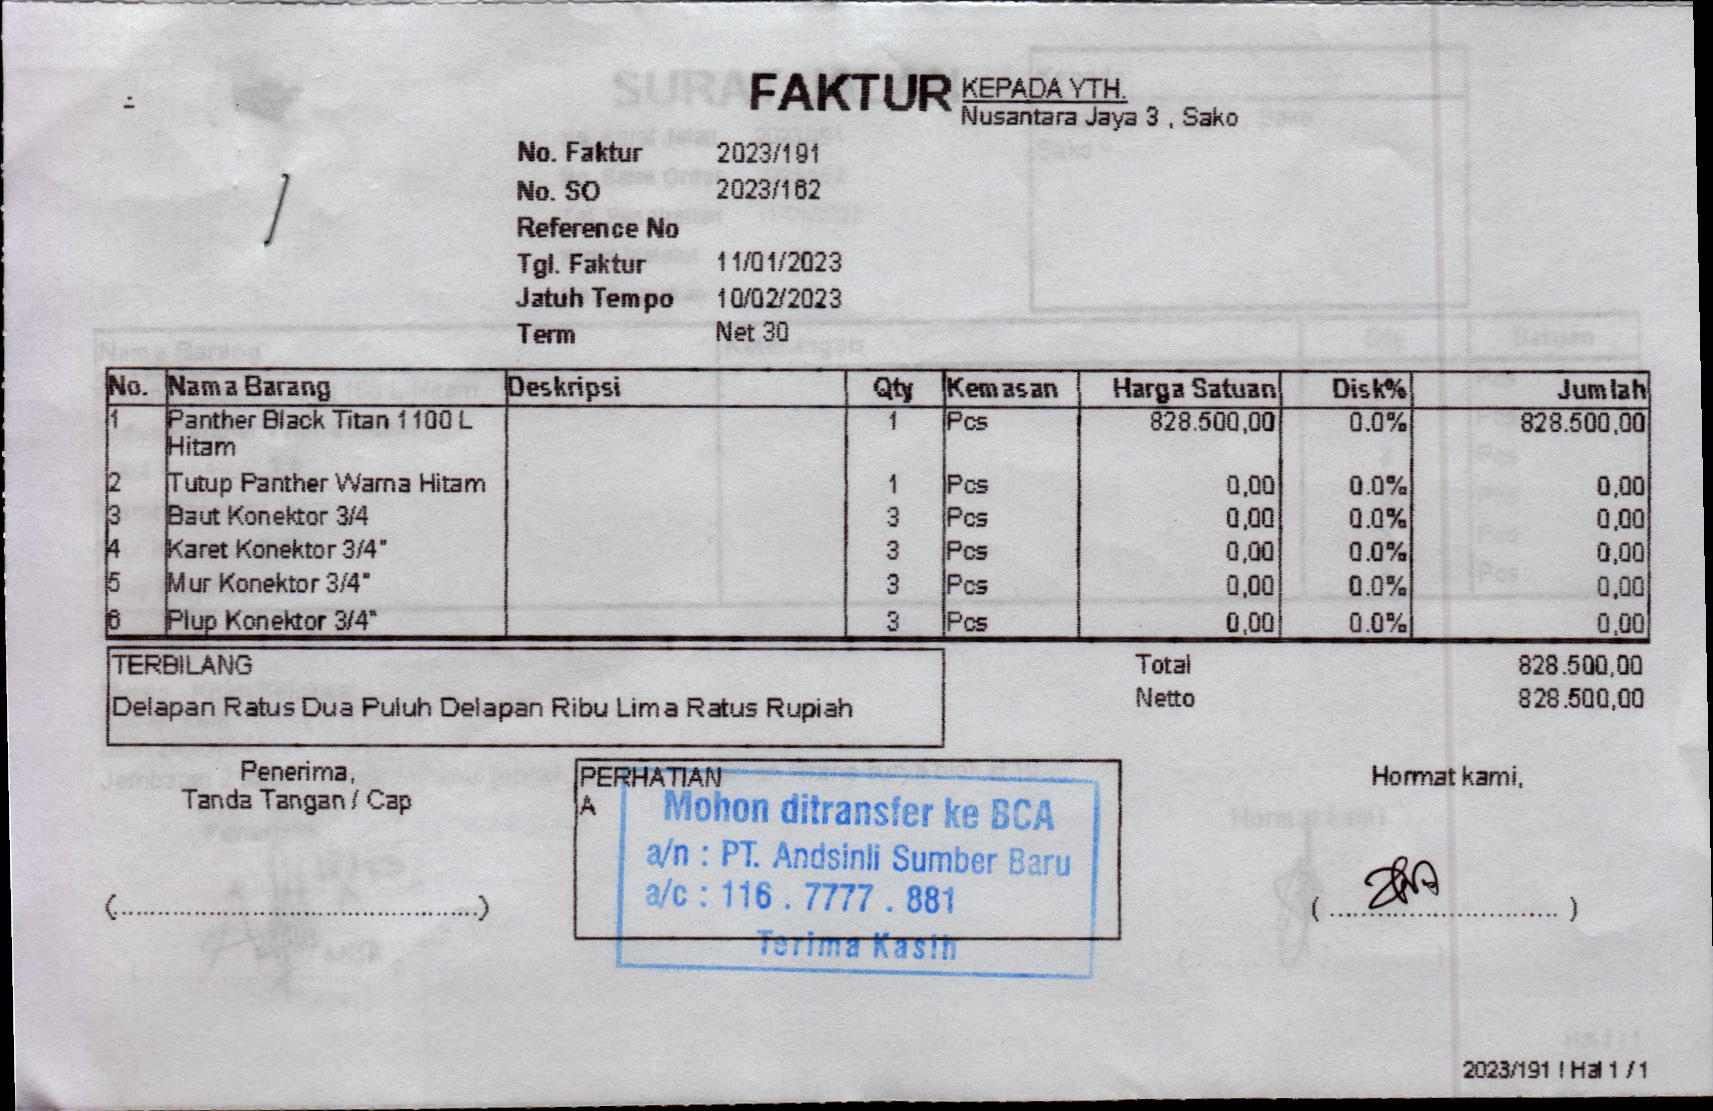 FAKTUR
KEPADA YTH.
Nusantara Jaya 3 , Sako
No. Faktur 2023/191
No. SO 2023/162
Reference No
Tgl. Faktur 11/01/2023
Jatuh Tempo 10/02/2023
Term Net 30
No. Nama Barang Deskripsi Qty Kemasan Harga Satuan Disk% Jumlah
1 Panther Black Titan 1100 L 1 Pcs 828.500,00 0.0% 828.500,00
Hitam
2 Tutup Panther Warna Hitam 1 Pcs 0,00 0.0% 0,00
3 Baut Konektor 3/4 3 Pcs 0,00 0.0% 0,00
4 Karet Konektor 3/4" 3 Pcs 0,00 0.0% 0,00
5 Mur Konektor 3/4" 3 Pcs 0,00 0.0% 0,00
6 Plup Konektor 3/4" 3 Pcs 0,00 0.0% 0,00
TERBILANG
Delapan Ratus Dua Puluh Delapan Ribu Lima Ratus Rupiah
Total 828.500,00
Netto 828.500,00
Penerima,
Tanda Tangan / Cap
(................................................)
PERHATIAN
A
Mohon ditransfer ke BCA
a/n : PT. Andsinli Sumber Baru
a/c : 116 . 7777 . 881
Terima Kasih
Hormat kami,
( .............................. )
2023/191 | Hal 1 / 1